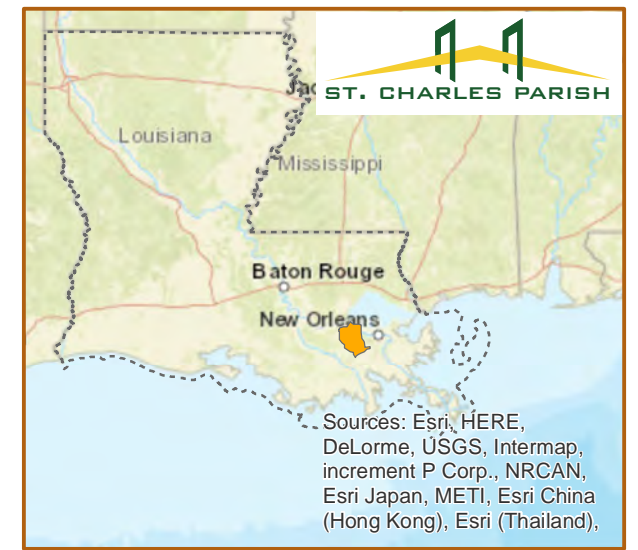 ST. CHARLES PARISH
Louisiana
Mississippi
Baton Rouge
New Orleans
Sources: Esri, HERE,
DeLorme, USGS, Intermap,
increment P Corp., NRCAN,
Esri Japan, METI, Esri China
(Hong Kong), Esri (Thailand),